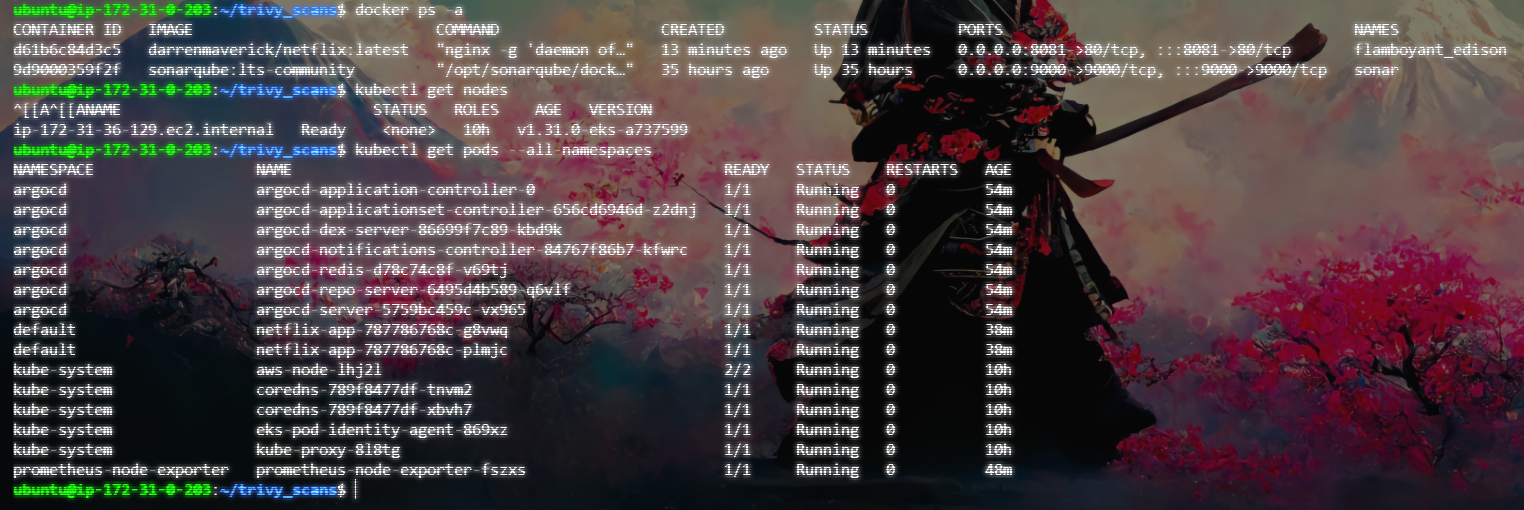 ubuntu@ip-172-31-0-203:~/trivy_scans$ docker ps -a
CONTAINER ID   IMAGE                          COMMAND                  CREATED          STATUS          PORTS                                       NAMES
d61b6c84d3c5   darrenmaverick/netflix:latest   "nginx -g 'daemon of…"   13 minutes ago   Up 13 minutes   0.0.0.0:8081->80/tcp, :::8081->80/tcp       flamboyant_edison
9d9000359f2f   sonarqube:lts-community         "/opt/sonarqube/dock…"   35 hours ago     Up 35 hours     0.0.0.0:9000->9000/tcp, :::9000->9000/tcp   sonar
ubuntu@ip-172-31-0-203:~/trivy_scans$ kubectl get nodes
^[[A^[[ANAME                            STATUS   ROLES    AGE   VERSION
ip-172-31-36-129.ec2.internal   Ready    <none>   10h   v1.31.0-eks-a737599
ubuntu@ip-172-31-0-203:~/trivy_scans$ kubectl get pods --all-namespaces
NAMESPACE                  NAME                                                READY   STATUS    RESTARTS   AGE
argocd                     argocd-application-controller-0                     1/1     Running   0          54m
argocd                     argocd-applicationset-controller-656cd6946d-z2dnj   1/1     Running   0          54m
argocd                     argocd-dex-server-86699f7c89-kbd9k                  1/1     Running   0          54m
argocd                     argocd-notifications-controller-84767f86b7-kfwrc    1/1     Running   0          54m
argocd                     argocd-redis-d78c74c8f-v69tj                        1/1     Running   0          54m
argocd                     argocd-repo-server-6495d4b589-q6vlf                 1/1     Running   0          54m
argocd                     argocd-server-5759bc459c-vx965                      1/1     Running   0          54m
default                    netflix-app-787786768c-g8vwq                        1/1     Running   0          38m
default                    netflix-app-787786768c-plmjc                        1/1     Running   0          38m
kube-system                aws-node-lhj2l                                      2/2     Running   0          10h
kube-system                coredns-789f8477df-tnvm2                            1/1     Running   0          10h
kube-system                coredns-789f8477df-xbvh7                            1/1     Running   0          10h
kube-system                eks-pod-identity-agent-869xz                        1/1     Running   0          10h
kube-system                kube-proxy-8l8tg                                    1/1     Running   0          10h
prometheus-node-exporter   prometheus-node-exporter-fszxs                      1/1     Running   0          48m
ubuntu@ip-172-31-0-203:~/trivy_scans$